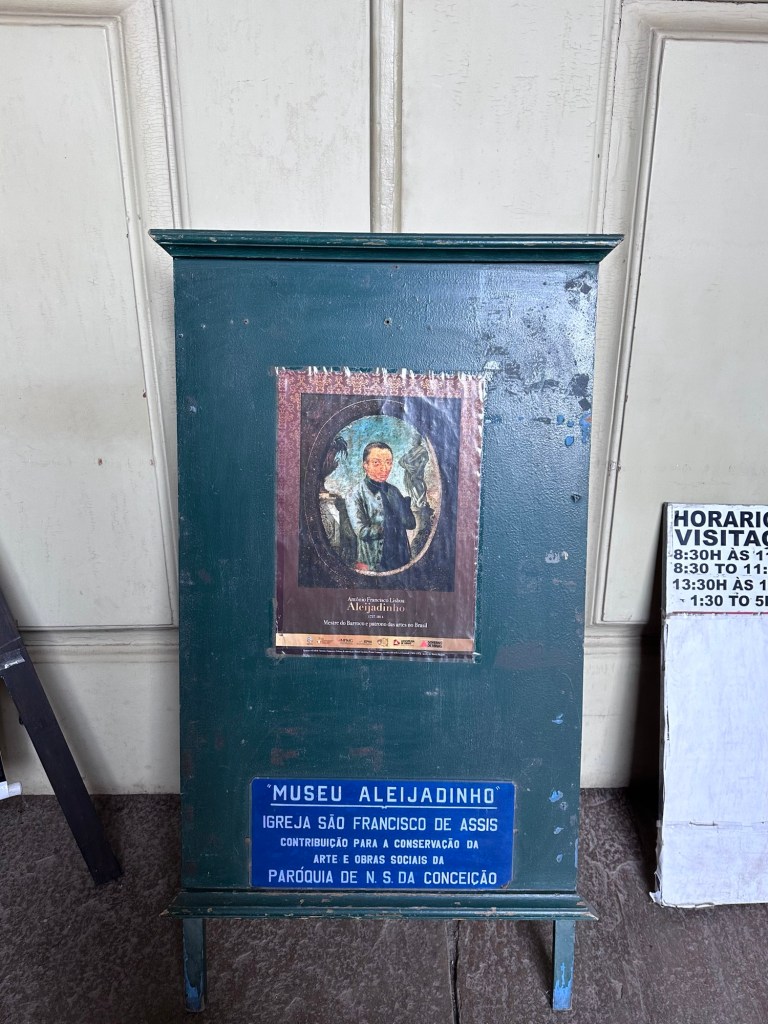 Antônio Francisco Lisboa
Aleijadinho
Mestre do Barroco e patrono das artes no Brasil
"MUSEU ALEIJADINHO"
IGREJA SÃO FRANCISCO DE ASSIS
CONTRIBUIÇÃO PARA A CONSERVAÇÃO DA
ARTE E OBRAS SOCIAIS DA
PARÓQUIA DE N. S. DA CONCEIÇÃO
HORARIO
VISITAÇ
8:30H ÀS 1
8:30 TO 11:
13:30H ÀS 1
1:30 TO 5